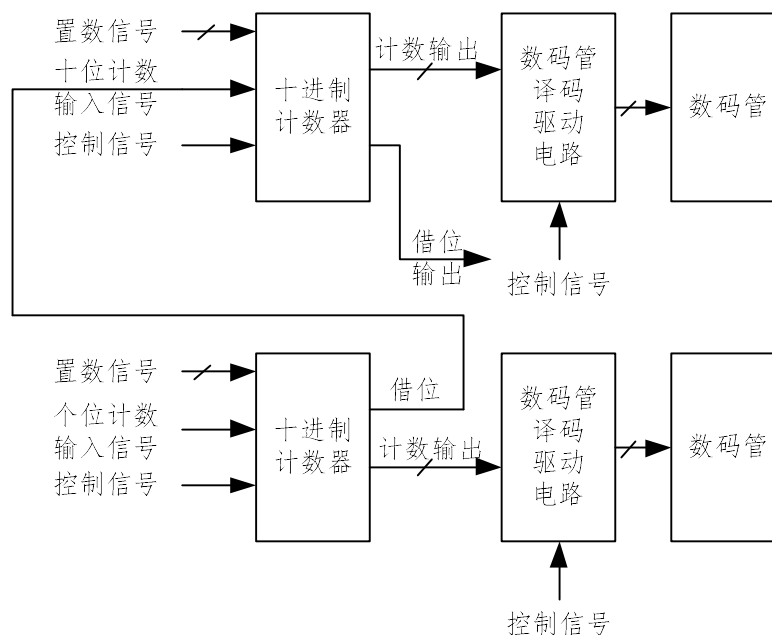 置数信号
十位计数
输入信号
控制信号
十进制
计数器
计数输出
借位
输出
数码管
译码
驱动
电路
控制信号
数码管
置数信号
个位计数
输入信号
控制信号
十进制
计数器
借位
计数输出
数码管
译码
驱动
电路
控制信号
数码管